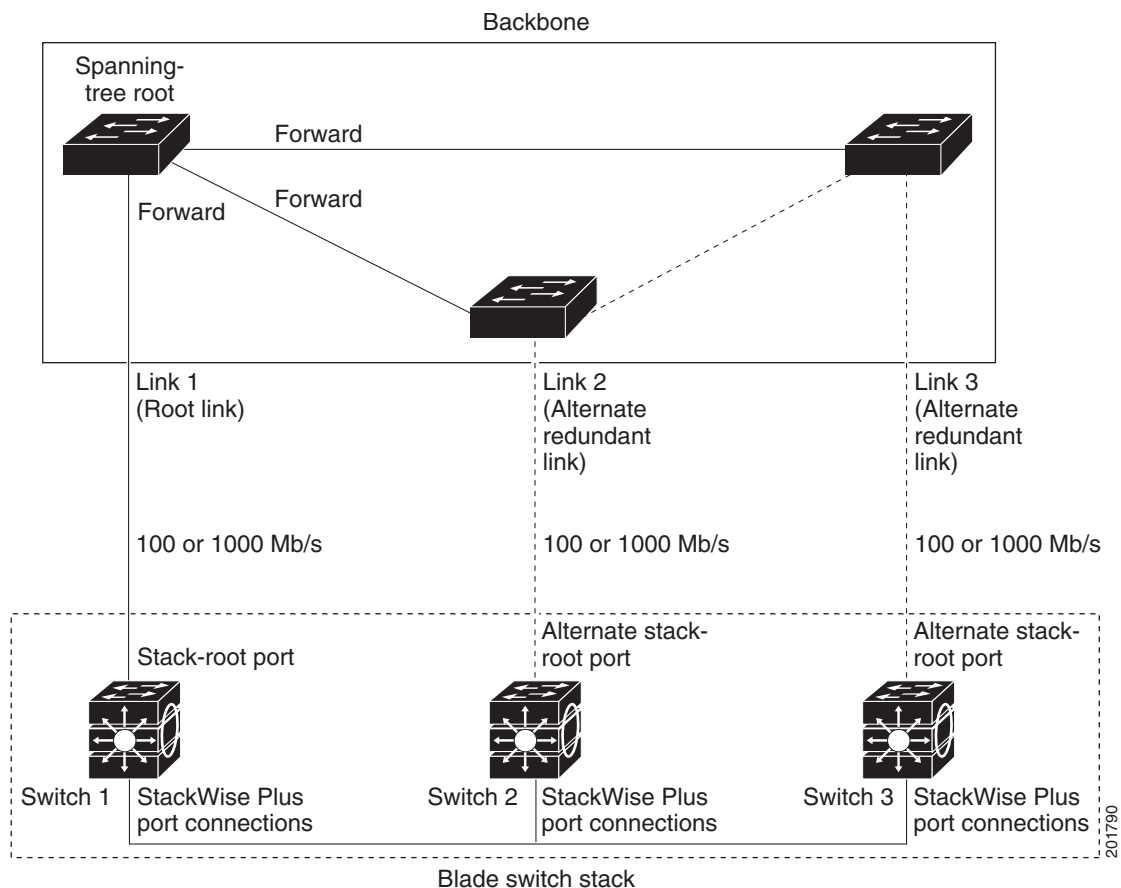 Backbone
Spanning-
tree root
Forward
Forward
Forward
Link 1
(Root link)
Link 2
(Alternate
redundant
link)
Link 3
(Alternate
redundant
link)
100 or 1000 Mb/s
100 or 1000 Mb/s
100 or 1000 Mb/s
Stack-root port
Alternate stack-
root port
Alternate stack-
root port
Switch 1
StackWise Plus
port connections
Switch 2
StackWise Plus
port connections
Switch 3
StackWise Plus
port connections
201790
Blade switch stack